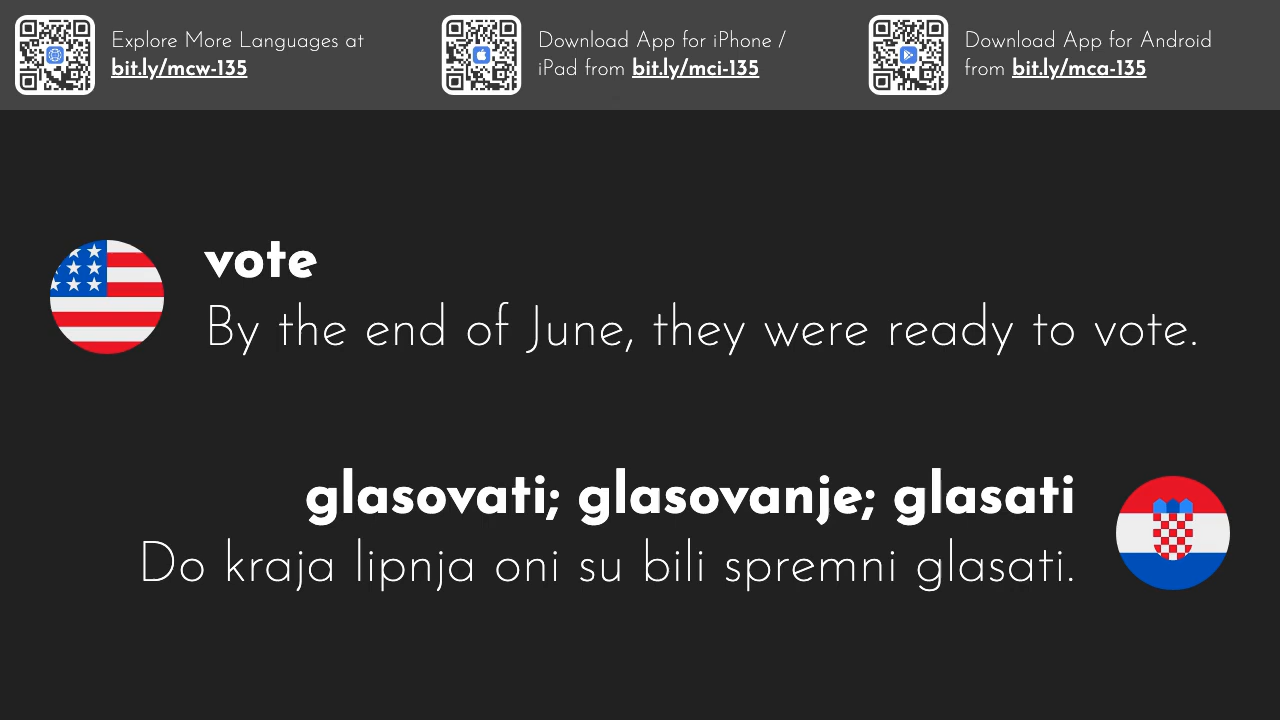 Explore More Languages at
bit.ly/mcw-135
Download App for iPhone /
iPad from bit.ly/mci-135
Download App for Android
from bit.ly/mca-135
vote
By the end of June, they were ready to vote.
glasovati; glasovanje; glasati
Do kraja lipnja oni su bili spremni glasati.